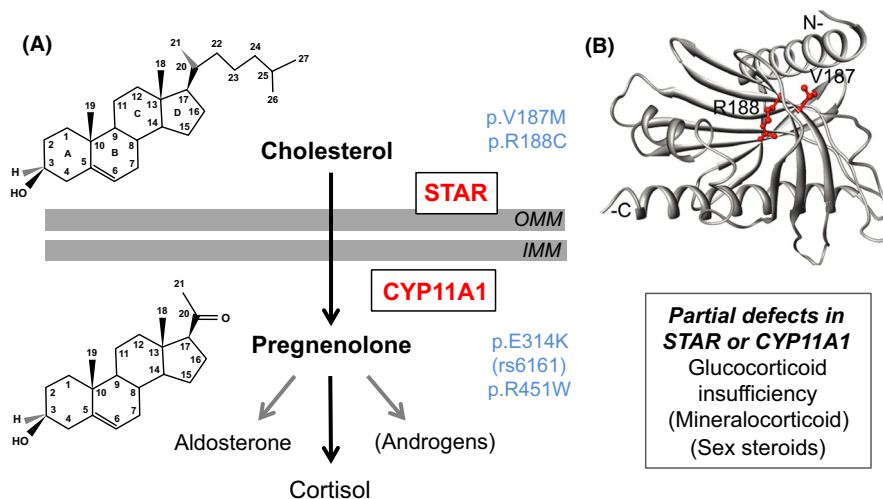 (A)
21
22
24
27
18
20
23
25
26
17
12
11
13
16
19
C
D
1
9
14
15
2
10
8
A
B
H
3
5
7
4
6
HO
Cholesterol
p.V187M
p.R188C
STAR
OMM
IMM
CYP11A1
21
20
O
18
12
17
11
13
16
19
1
9
14
15
2
10
8
H
3
5
7
4
6
HO
Pregnenolone
p.E314K
(rs6161)
p.R451W
Aldosterone
(Androgens)
Cortisol
(B)
N-
V187
R188
-C
Partial defects in
STAR or CYP11A1
Glucocorticoid
insufficiency
(Mineralocorticoid)
(Sex steroids)